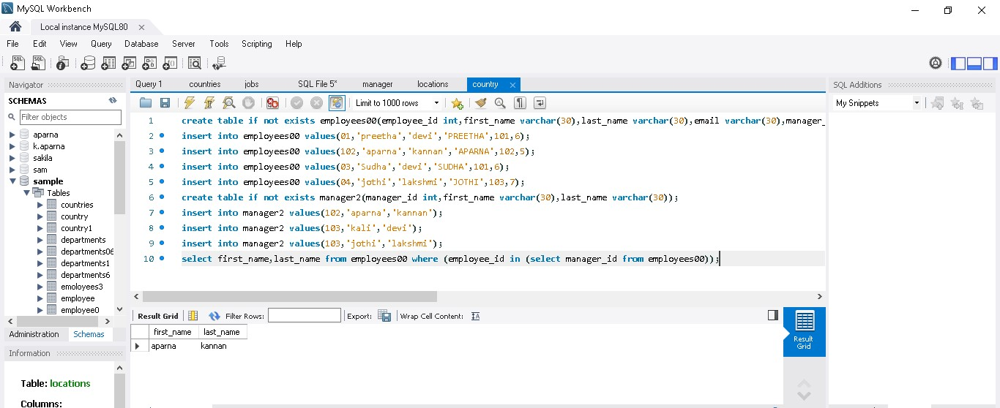 MySQL Workbench
Local instance MySQL80
File Edit View Query Database Server Tools Scripting Help
Navigator
SCHEMAS
Filter objects
aparna
k.aparna
sakila
sam
sample
Tables
countries
country
country1
departments
departments06
departments1
departments6
emoloyees3
employee
employee0
Administration Schemas
Information
Table: locations
Columns:
Query 1 countries jobs SQL File 5* manager locations country
Limit to 1000 rows
1 create table if not exists employees00(employee_id int,first_name varchar(30),last_name varchar(30),email varchar(30),manager_
2 insert into employees00 values(01,'preetha','devi','PREETHA',101,6);
3 insert into employees00 values(102,'aparna','kannan','APARNA',102,5);
4 insert into employees00 values(03,'Sudha','devi','SUDHA',101,6);
5 insert into employees00 values(04,'jothi','lakshmi','JOTHI',103,7);
6 create table if not exists manager2(manager_id int,first_name varchar(30),last_name varchar(30));
7 insert into manager2 values(102,'aparna','kannan');
8 insert into manager2 values(103,'kali','devi');
9 insert into manager2 values(103,'jothi','lakshmi');
10 select first_name,last_name from employees00 where (employee_id in (select manager_id from employees00));
Result Grid Filter Rows: Export: Wrap Cell Content:
first_name last_name
aparna kannan
Result
Grid
SQL Additions
My Snippets